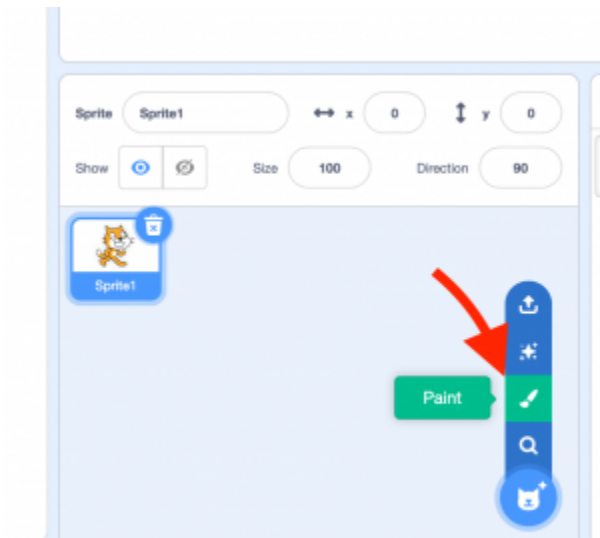 Sprite Sprite1 x 0 y 0
Show Size 100 Direction 90
Sprite1
Paint